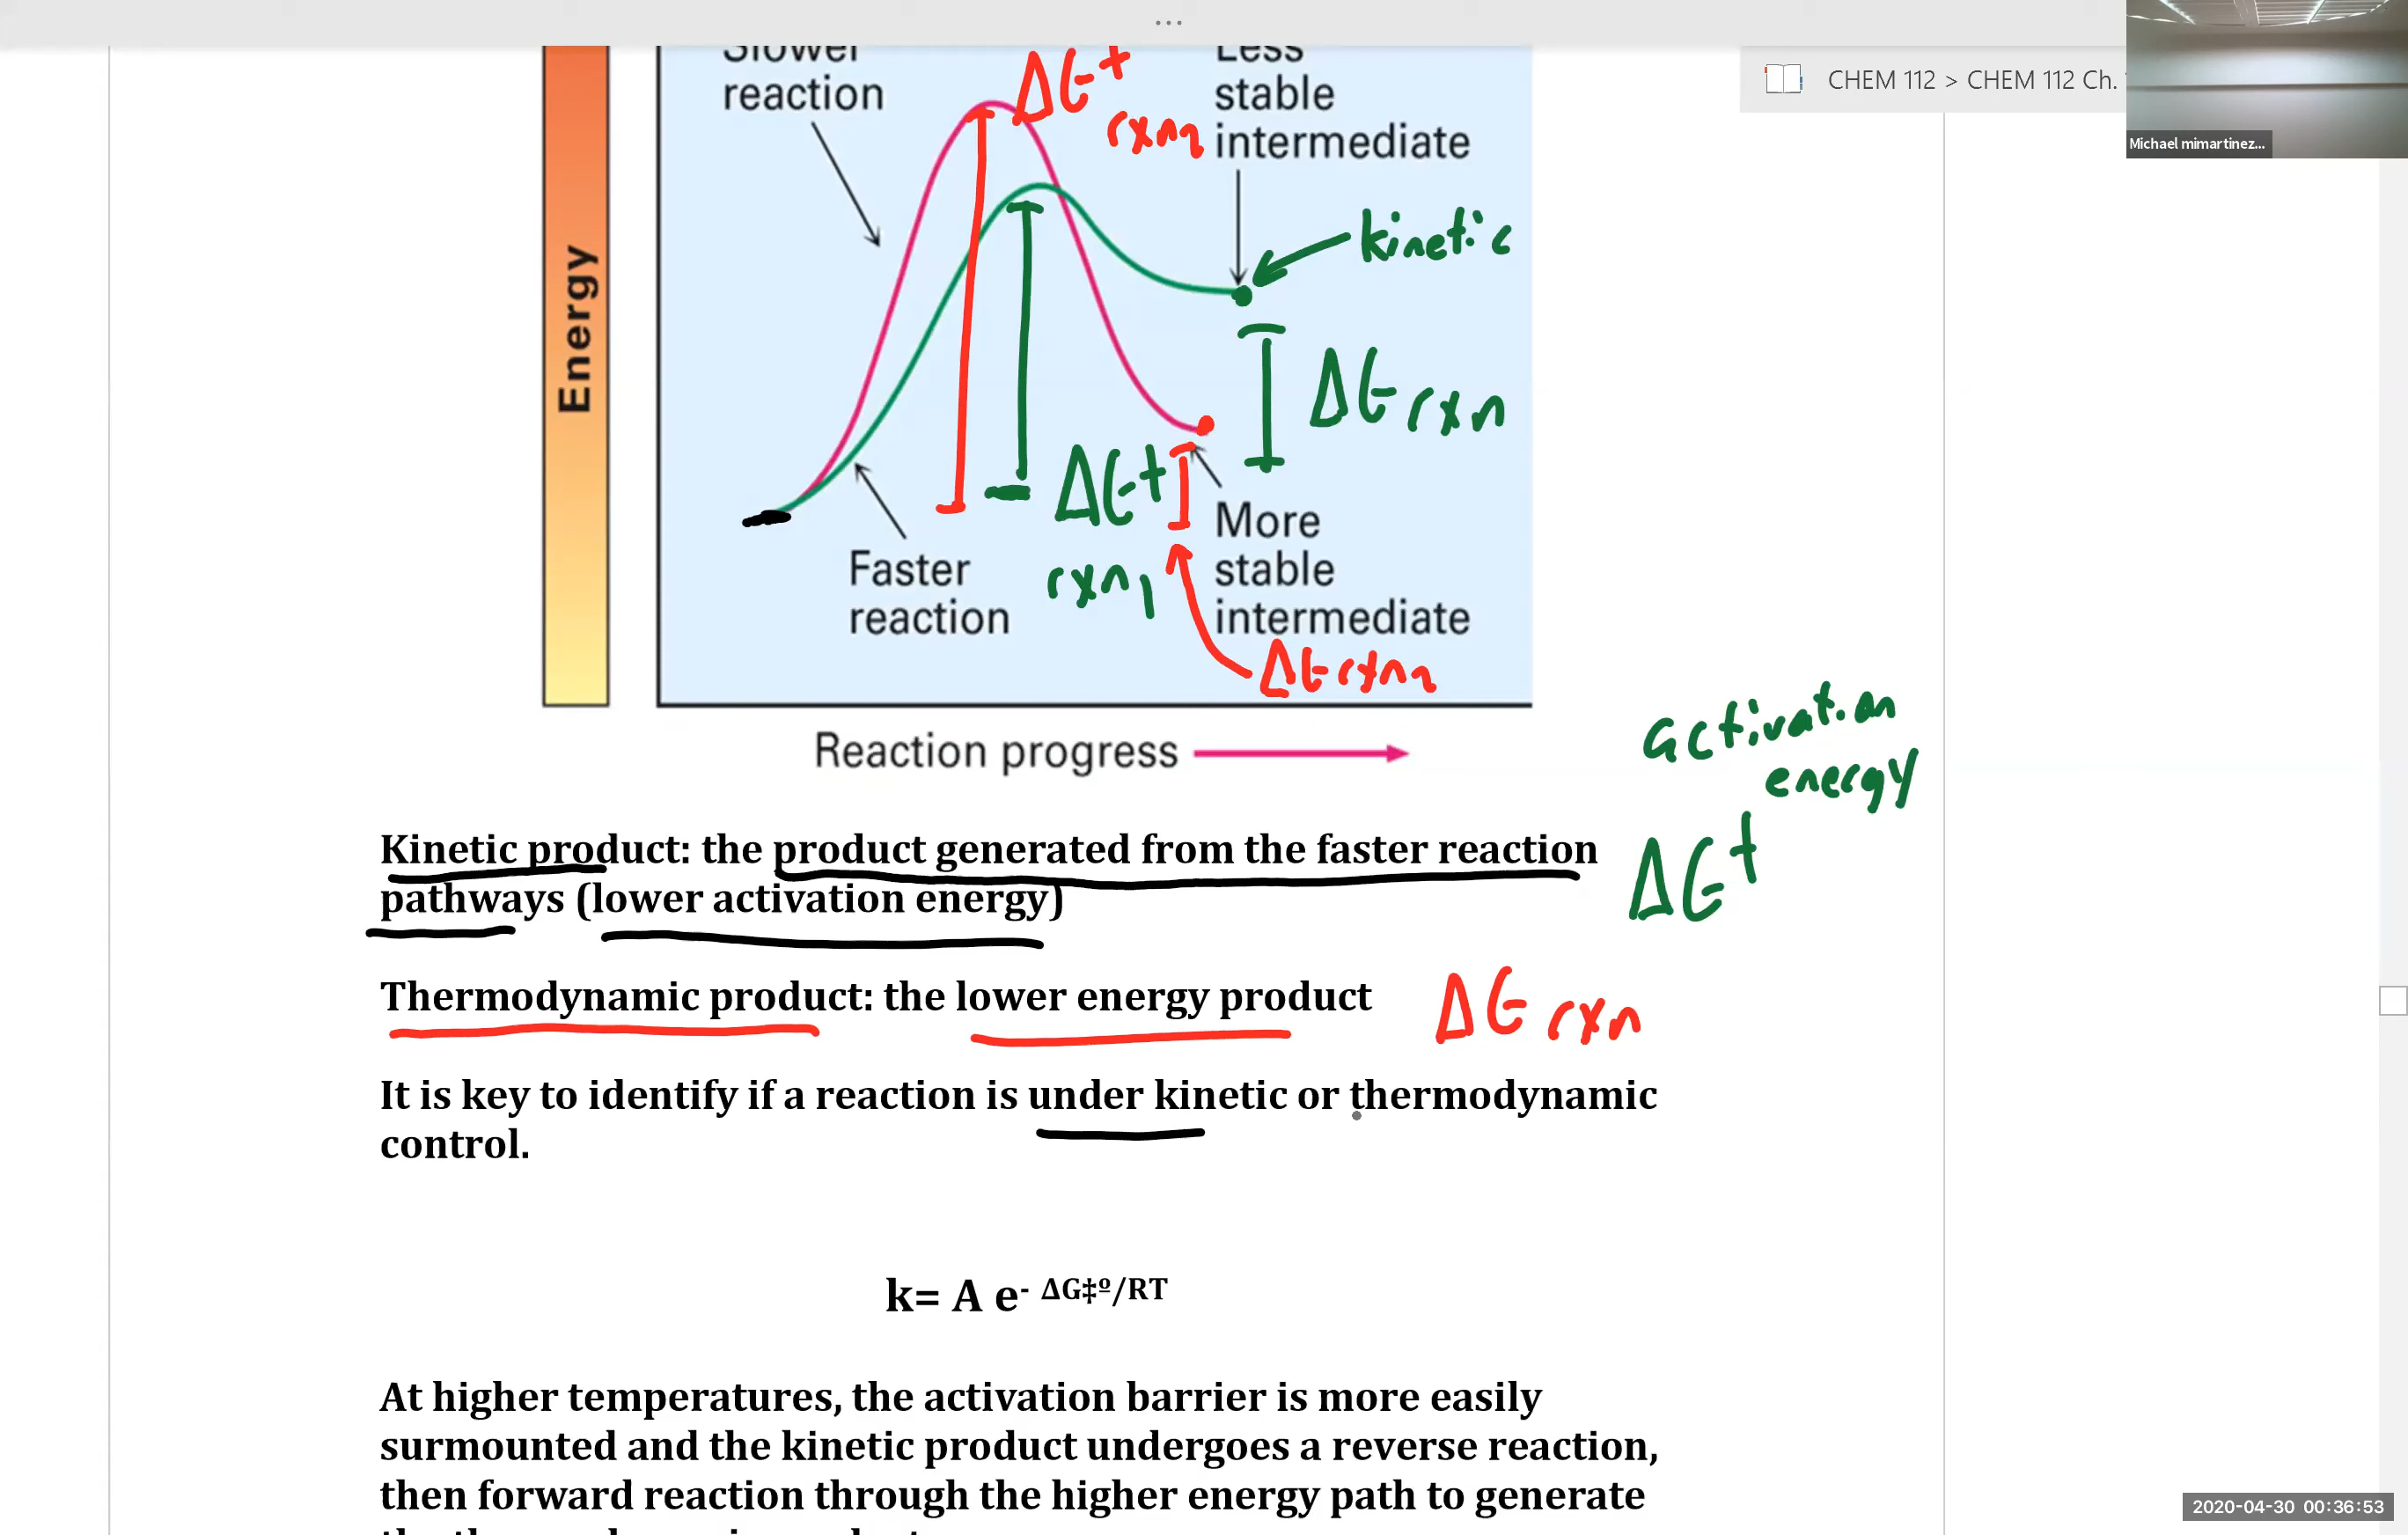 ...
CHEM 112 > CHEM 112 Ch.
Michael mimartinez...
Slower
reaction
ΔG‡
rxn₂
Less
stable
intermediate
kinetic
Energy
ΔG rxn
ΔG‡
rxn₁
More
stable
intermediate
Faster
reaction
ΔG rxn₂
Reaction progress
activation
energy
ΔG‡
Kinetic product: the product generated from the faster reaction
pathways (lower activation energy)
Thermodynamic product: the lower energy product
ΔG rxn
It is key to identify if a reaction is under kinetic or thermodynamic
control.
k= A e- ΔG‡º/RT
At higher temperatures, the activation barrier is more easily
surmounted and the kinetic product undergoes a reverse reaction,
then forward reaction through the higher energy path to generate
2020-04-30 00:36:53